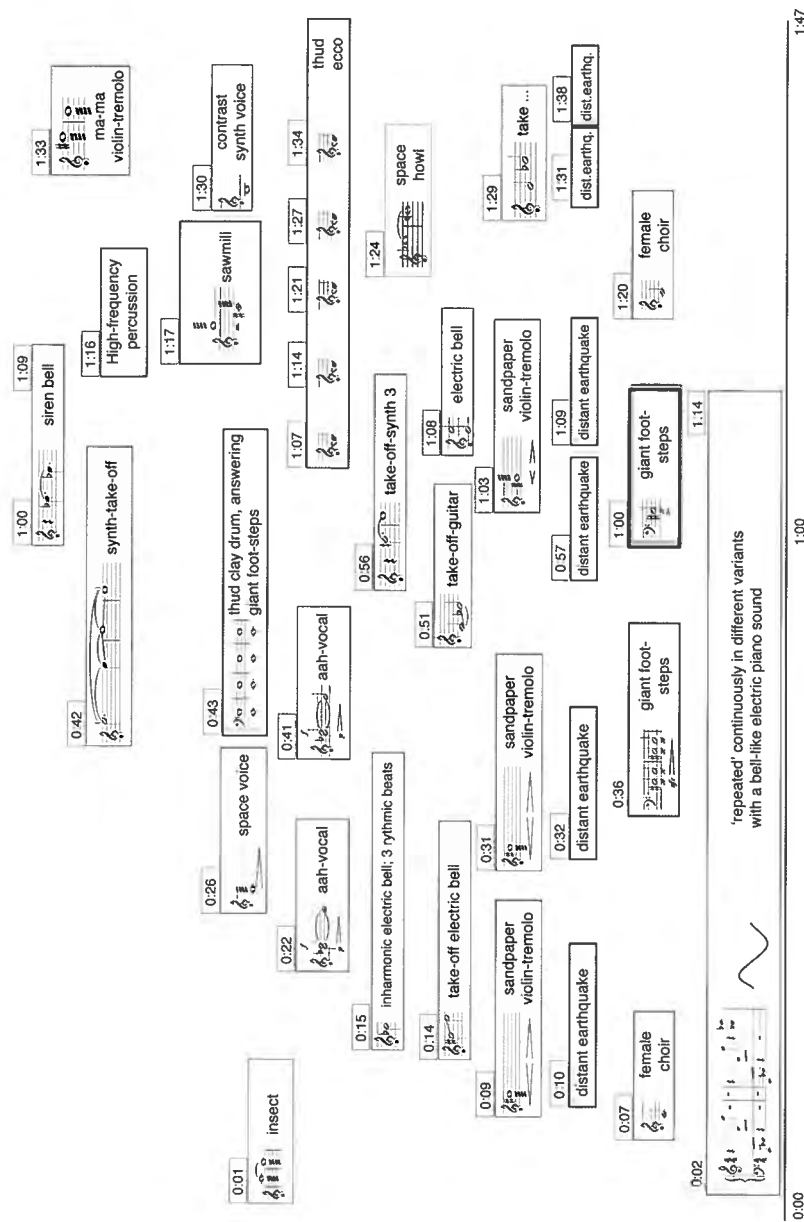 1:33
ma-ma
violin-tremolo
1:00
1:09
siren bell
1:16
High-frequency
percussion
0:42
synth-take-off
1:17
sawmill
1:30
contrast
synth voice
0:01
insect
0:26
space voice
0:43
thud clay drum, answering
giant foot-steps
0:22
aah-vocal
0:41
aah-vocal
1:07
1:14
1:21
1:27
1:34
thud
ecco
0:15
inharmonic electric bell; 3 rythmic beats
0:56
take-off-synth 3
1:24
space
howl
0:14
take-off electric bell
0:51
take-off-guitar
1:08
electric bell
0:09
sandpaper
violin-tremolo
0:31
sandpaper
violin-tremolo
1:03
sandpaper
violin-tremolo
1:29
take ...
0:10
distant earthquake
0:32
distant earthquake
0:57
distant earthquake
1:09
distant earthquake
1:31
dist.earthq.
1:38
dist.earthq.
0:07
female
choir
0:36
giant foot-
steps
1:00
giant foot-
steps
1:20
female
choir
0:02
'repeated' continuously in different variants
with a bell-like electric piano sound
1:14
0:00
1:00
1:47